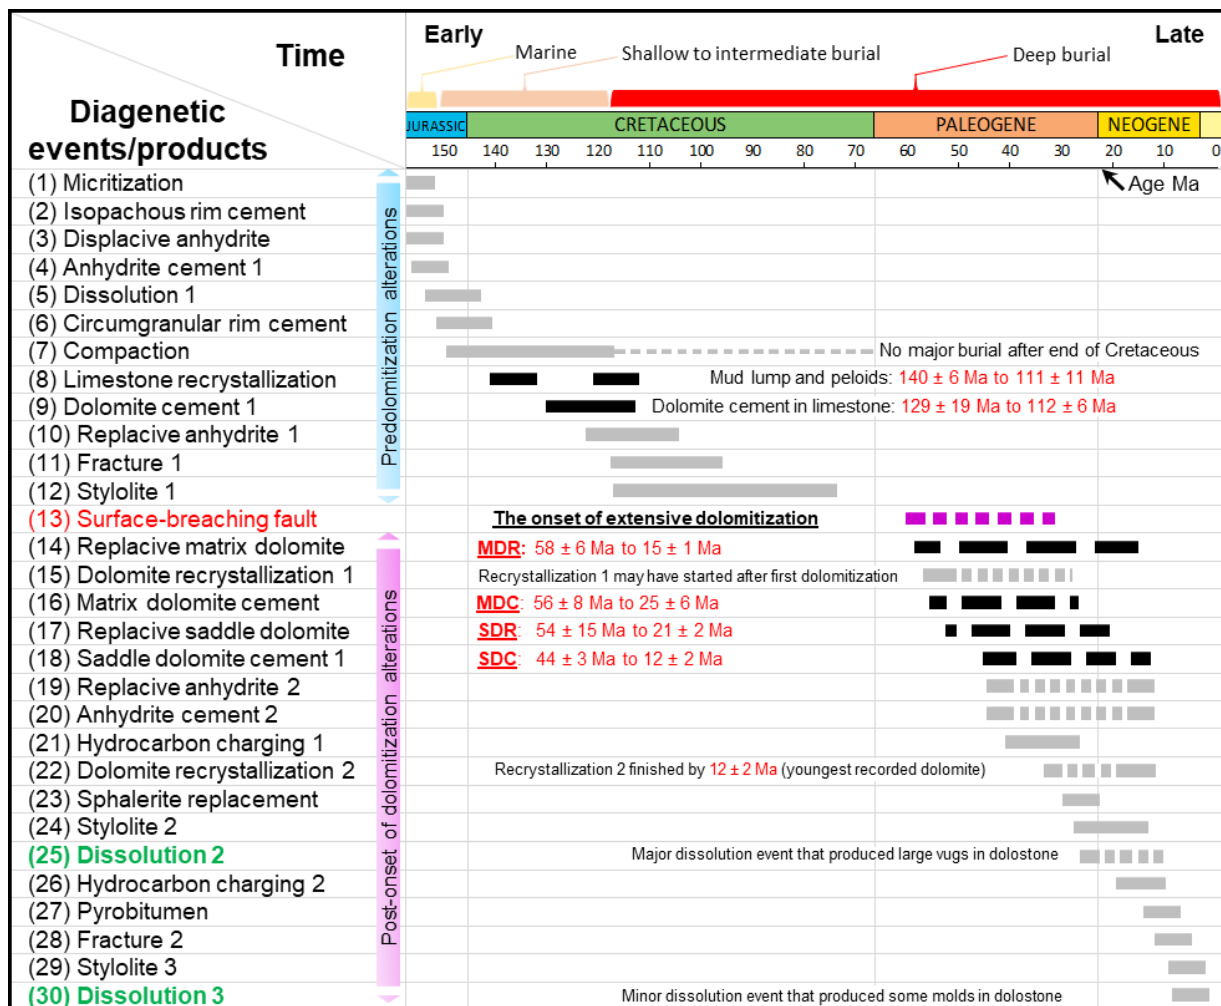 Time
Early
Late
Marine
Shallow to intermediate burial
Deep burial
Diagenetic
events/products
JURASSIC
CRETACEOUS
PALEOGENE
NEOGENE
150 140 130 120 110 100 90 80 70 60 50 40 30 20 10 0
Age Ma
Predolomitization alterations
(1) Micritization
(2) Isopachous rim cement
(3) Displacive anhydrite
(4) Anhydrite cement 1
(5) Dissolution 1
(6) Circumgranular rim cement
(7) Compaction
No major burial after end of Cretaceous
(8) Limestone recrystallization
Mud lump and peloids: 140 ± 6 Ma to 111 ± 11 Ma
(9) Dolomite cement 1
Dolomite cement in limestone: 129 ± 19 Ma to 112 ± 6 Ma
(10) Replacive anhydrite 1
(11) Fracture 1
(12) Stylolite 1
(13) Surface-breaching fault
The onset of extensive dolomitization
Post-onset of dolomitization alterations
(14) Replacive matrix dolomite
MDR: 58 ± 6 Ma to 15 ± 1 Ma
(15) Dolomite recrystallization 1
Recrystallization 1 may have started after first dolomitization
(16) Matrix dolomite cement
MDC: 56 ± 8 Ma to 25 ± 6 Ma
(17) Replacive saddle dolomite
SDR: 54 ± 15 Ma to 21 ± 2 Ma
(18) Saddle dolomite cement 1
SDC: 44 ± 3 Ma to 12 ± 2 Ma
(19) Replacive anhydrite 2
(20) Anhydrite cement 2
(21) Hydrocarbon charging 1
(22) Dolomite recrystallization 2
Recrystallization 2 finished by 12 ± 2 Ma (youngest recorded dolomite)
(23) Sphalerite replacement
(24) Stylolite 2
(25) Dissolution 2
Major dissolution event that produced large vugs in dolostone
(26) Hydrocarbon charging 2
(27) Pyrobitumen
(28) Fracture 2
(29) Stylolite 3
(30) Dissolution 3
Minor dissolution event that produced some molds in dolostone